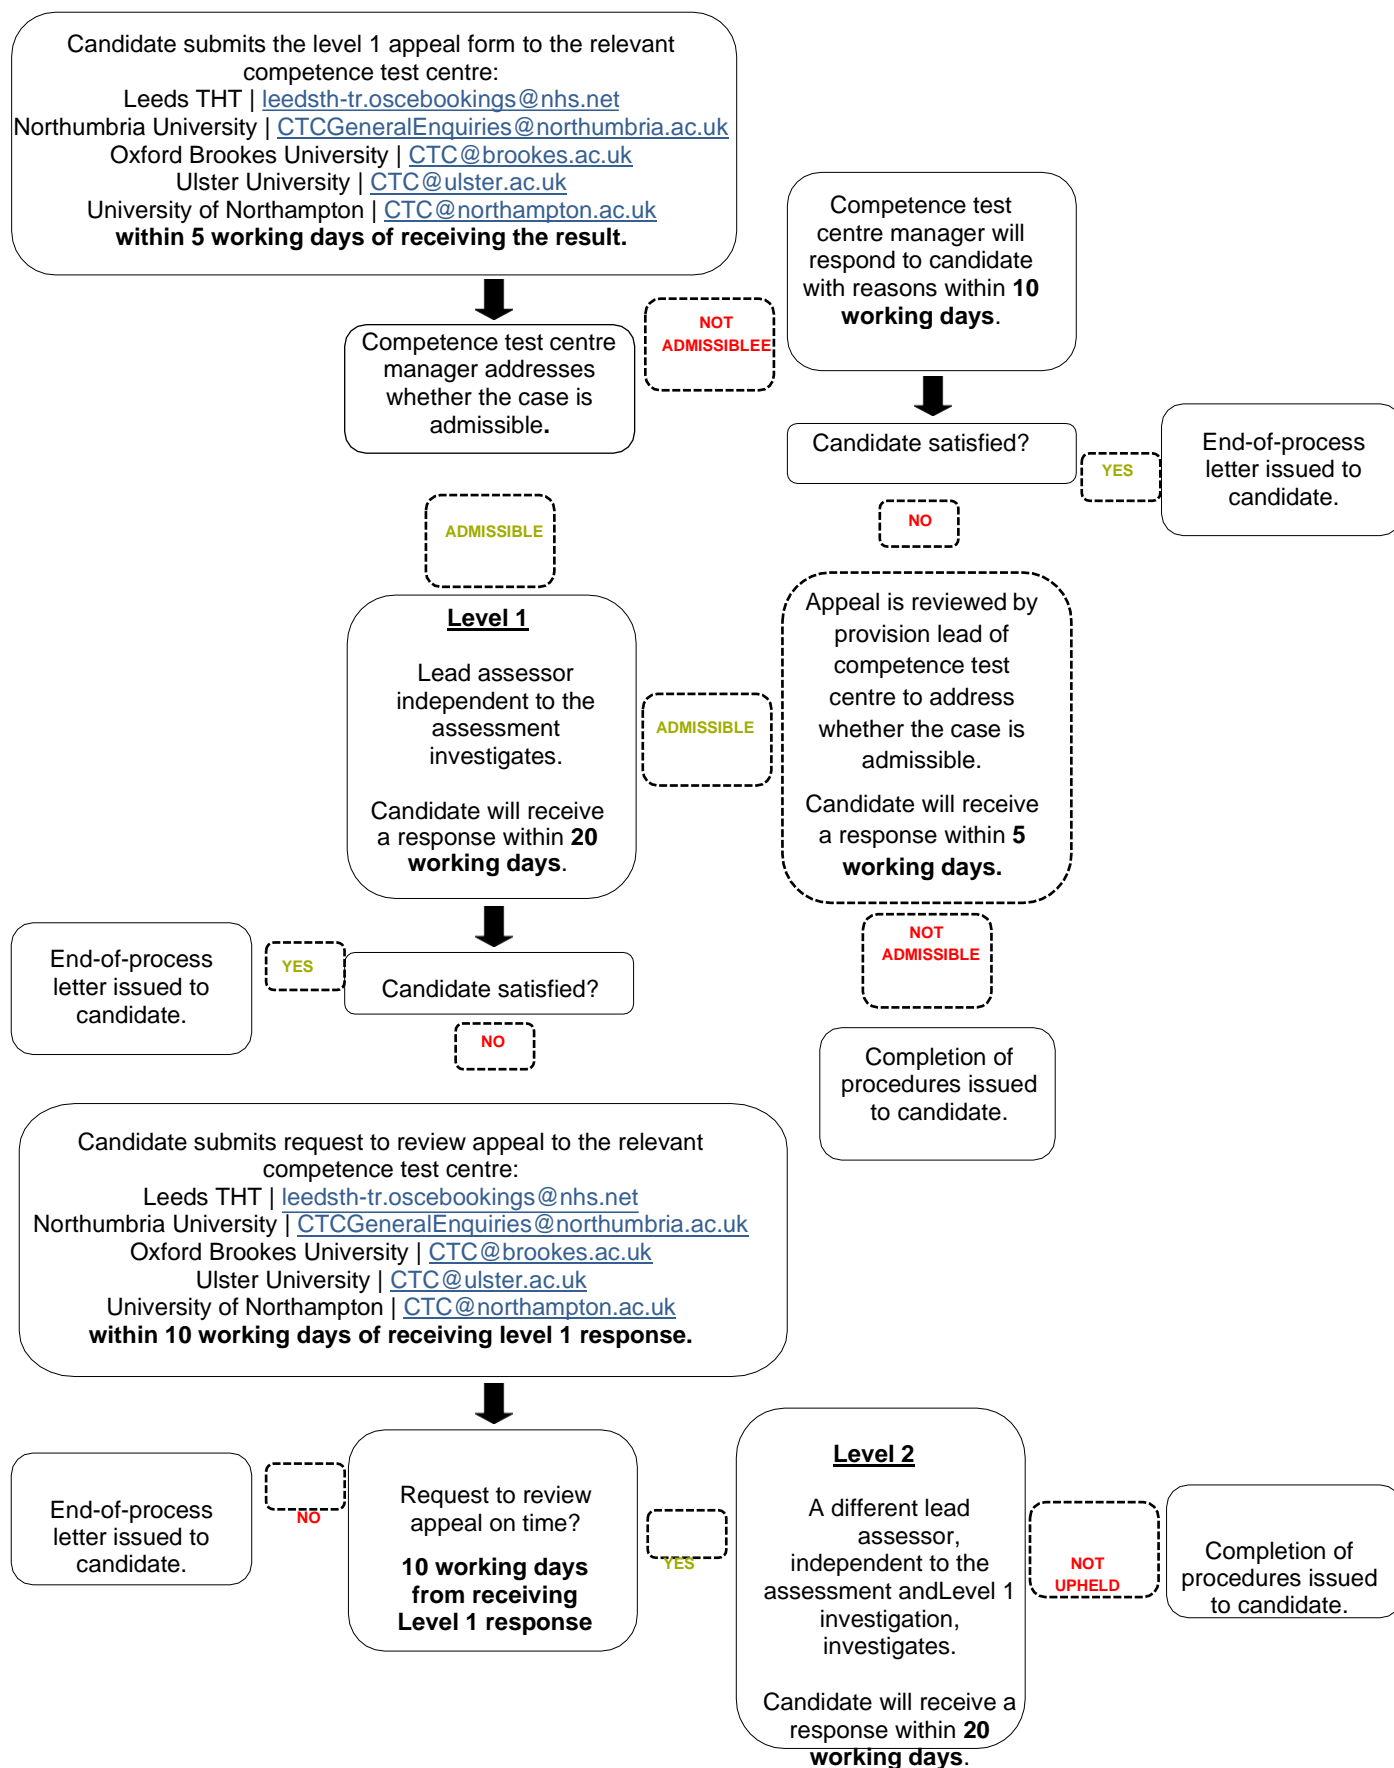 Candidate submits the level 1 appeal form to the relevant
competence test centre:
Leeds THT | leedsth-tr.oscebookings@nhs.net
Northumbria University | CTCGeneralEnquiries@northumbria.ac.uk
Oxford Brookes University | CTC@brookes.ac.uk
Ulster University | CTC@ulster.ac.uk
University of Northampton | CTC@northampton.ac.uk
within 5 working days of receiving the result.
Competence test
centre manager will
respond to candidate
with reasons within 10
working days.
NOT
ADMISSIBLEE
Competence test centre
manager addresses
whether the case is
admissible.
Candidate satisfied?
YES
End-of-process
letter issued to
candidate.
NO
ADMISSIBLE
Level 1
Lead assessor
independent to the
assessment
investigates.
Candidate will receive
a response within 20
working days.
ADMISSIBLE
Appeal is reviewed by
provision lead of
competence test
centre to address
whether the case is
admissible.
Candidate will receive
a response within 5
working days.
NOT
ADMISSIBLE
Completion of
procedures issued
to candidate.
End-of-process
letter issued to
candidate.
YES
Candidate satisfied?
NO
Candidate submits request to review appeal to the relevant
competence test centre:
Leeds THT | leedsth-tr.oscebookings@nhs.net
Northumbria University | CTCGeneralEnquiries@northumbria.ac.uk
Oxford Brookes University | CTC@brookes.ac.uk
Ulster University | CTC@ulster.ac.uk
University of Northampton | CTC@northampton.ac.uk
within 10 working days of receiving level 1 response.
End-of-process
letter issued to
candidate.
NO
Request to review
appeal on time?
10 working days
from receiving
Level 1 response
YES
Level 2
A different lead
assessor,
independent to the
assessment andLevel 1
investigation,
investigates.
Candidate will receive a
response within 20
working days.
NOT
UPHELD
Completion of
procedures issued
to candidate.